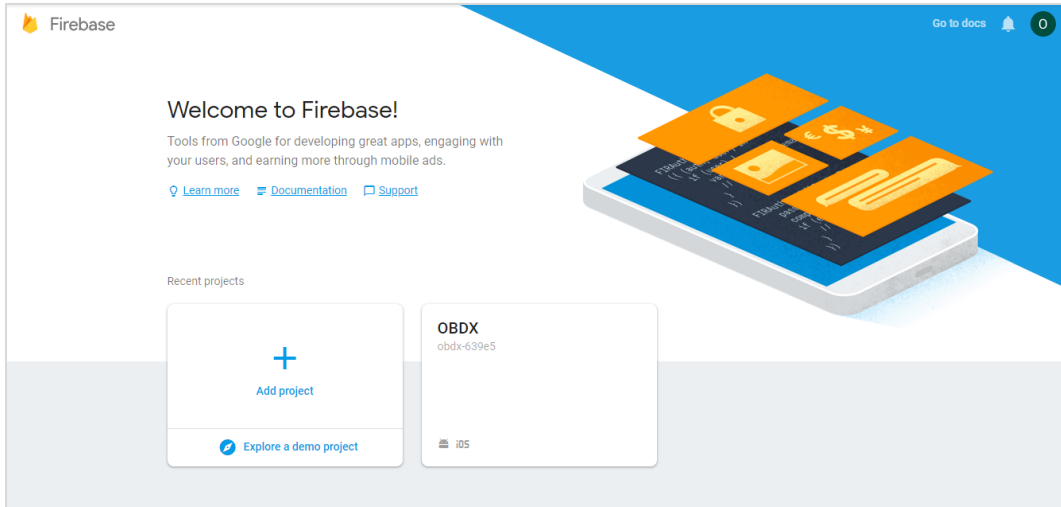 Firebase
Go to docs
O
Welcome to Firebase!
Tools from Google for developing great apps, engaging with
your users, and earning more through mobile ads.
Learn more Documentation Support
Recent projects
Add project
Explore a demo project
OBDX
obdx-639e5
iOS